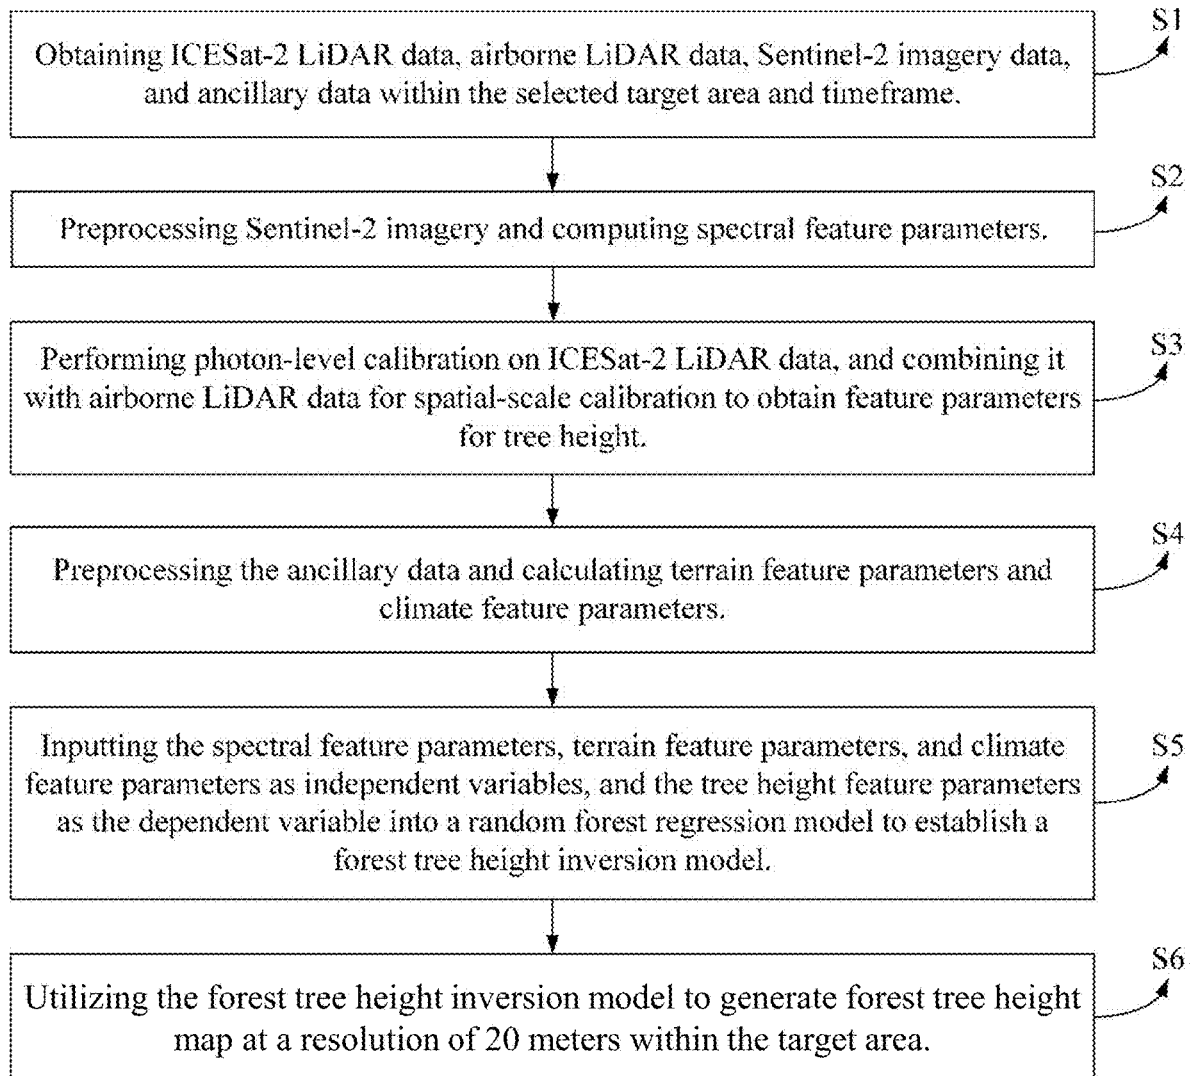 S1
Obtaining ICESat-2 LiDAR data, airborne LiDAR data, Sentinel-2 imagery data,
and ancillary data within the selected target area and timeframe.
S2
Preprocessing Sentinel-2 imagery and computing spectral feature parameters.
S3
Performing photon-level calibration on ICESat-2 LiDAR data, and combining it
with airborne LiDAR data for spatial-scale calibration to obtain feature parameters
for tree height.
S4
Preprocessing the ancillary data and calculating terrain feature parameters and
climate feature parameters.
S5
Inputting the spectral feature parameters, terrain feature parameters, and climate
feature parameters as independent variables, and the tree height feature parameters
as the dependent variable into a random forest regression model to establish a
forest tree height inversion model.
S6
Utilizing the forest tree height inversion model to generate forest tree height
map at a resolution of 20 meters within the target area.